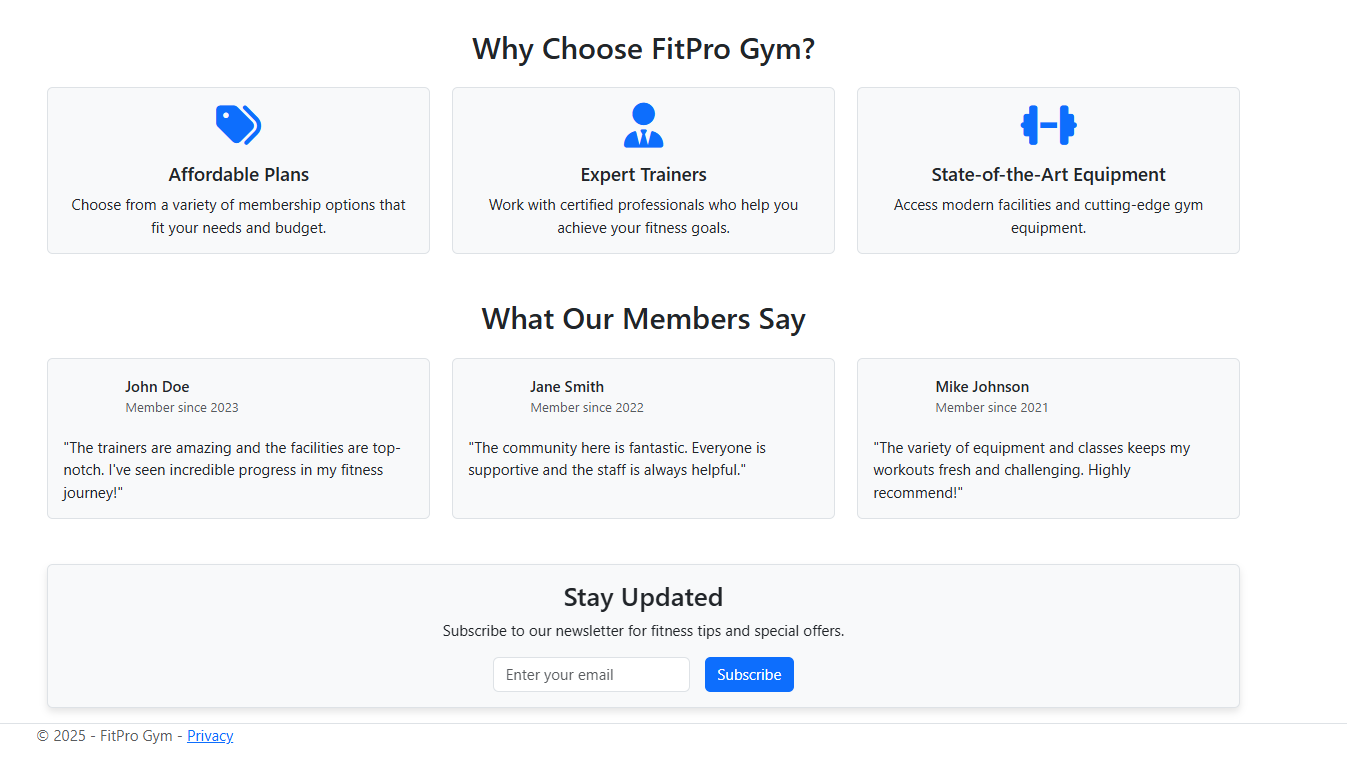 Why Choose FitPro Gym?
Affordable Plans
Choose from a variety of membership options that
fit your needs and budget.
Expert Trainers
Work with certified professionals who help you
achieve your fitness goals.
State-of-the-Art Equipment
Access modern facilities and cutting-edge gym
equipment.
What Our Members Say
John Doe
Member since 2023
"The trainers are amazing and the facilities are top-
notch. I've seen incredible progress in my fitness
journey!"
Jane Smith
Member since 2022
"The community here is fantastic. Everyone is
supportive and the staff is always helpful."
Mike Johnson
Member since 2021
"The variety of equipment and classes keeps my
workouts fresh and challenging. Highly
recommend!"
Stay Updated
Subscribe to our newsletter for fitness tips and special offers.
Enter your email
Subscribe
© 2025 - FitPro Gym - Privacy